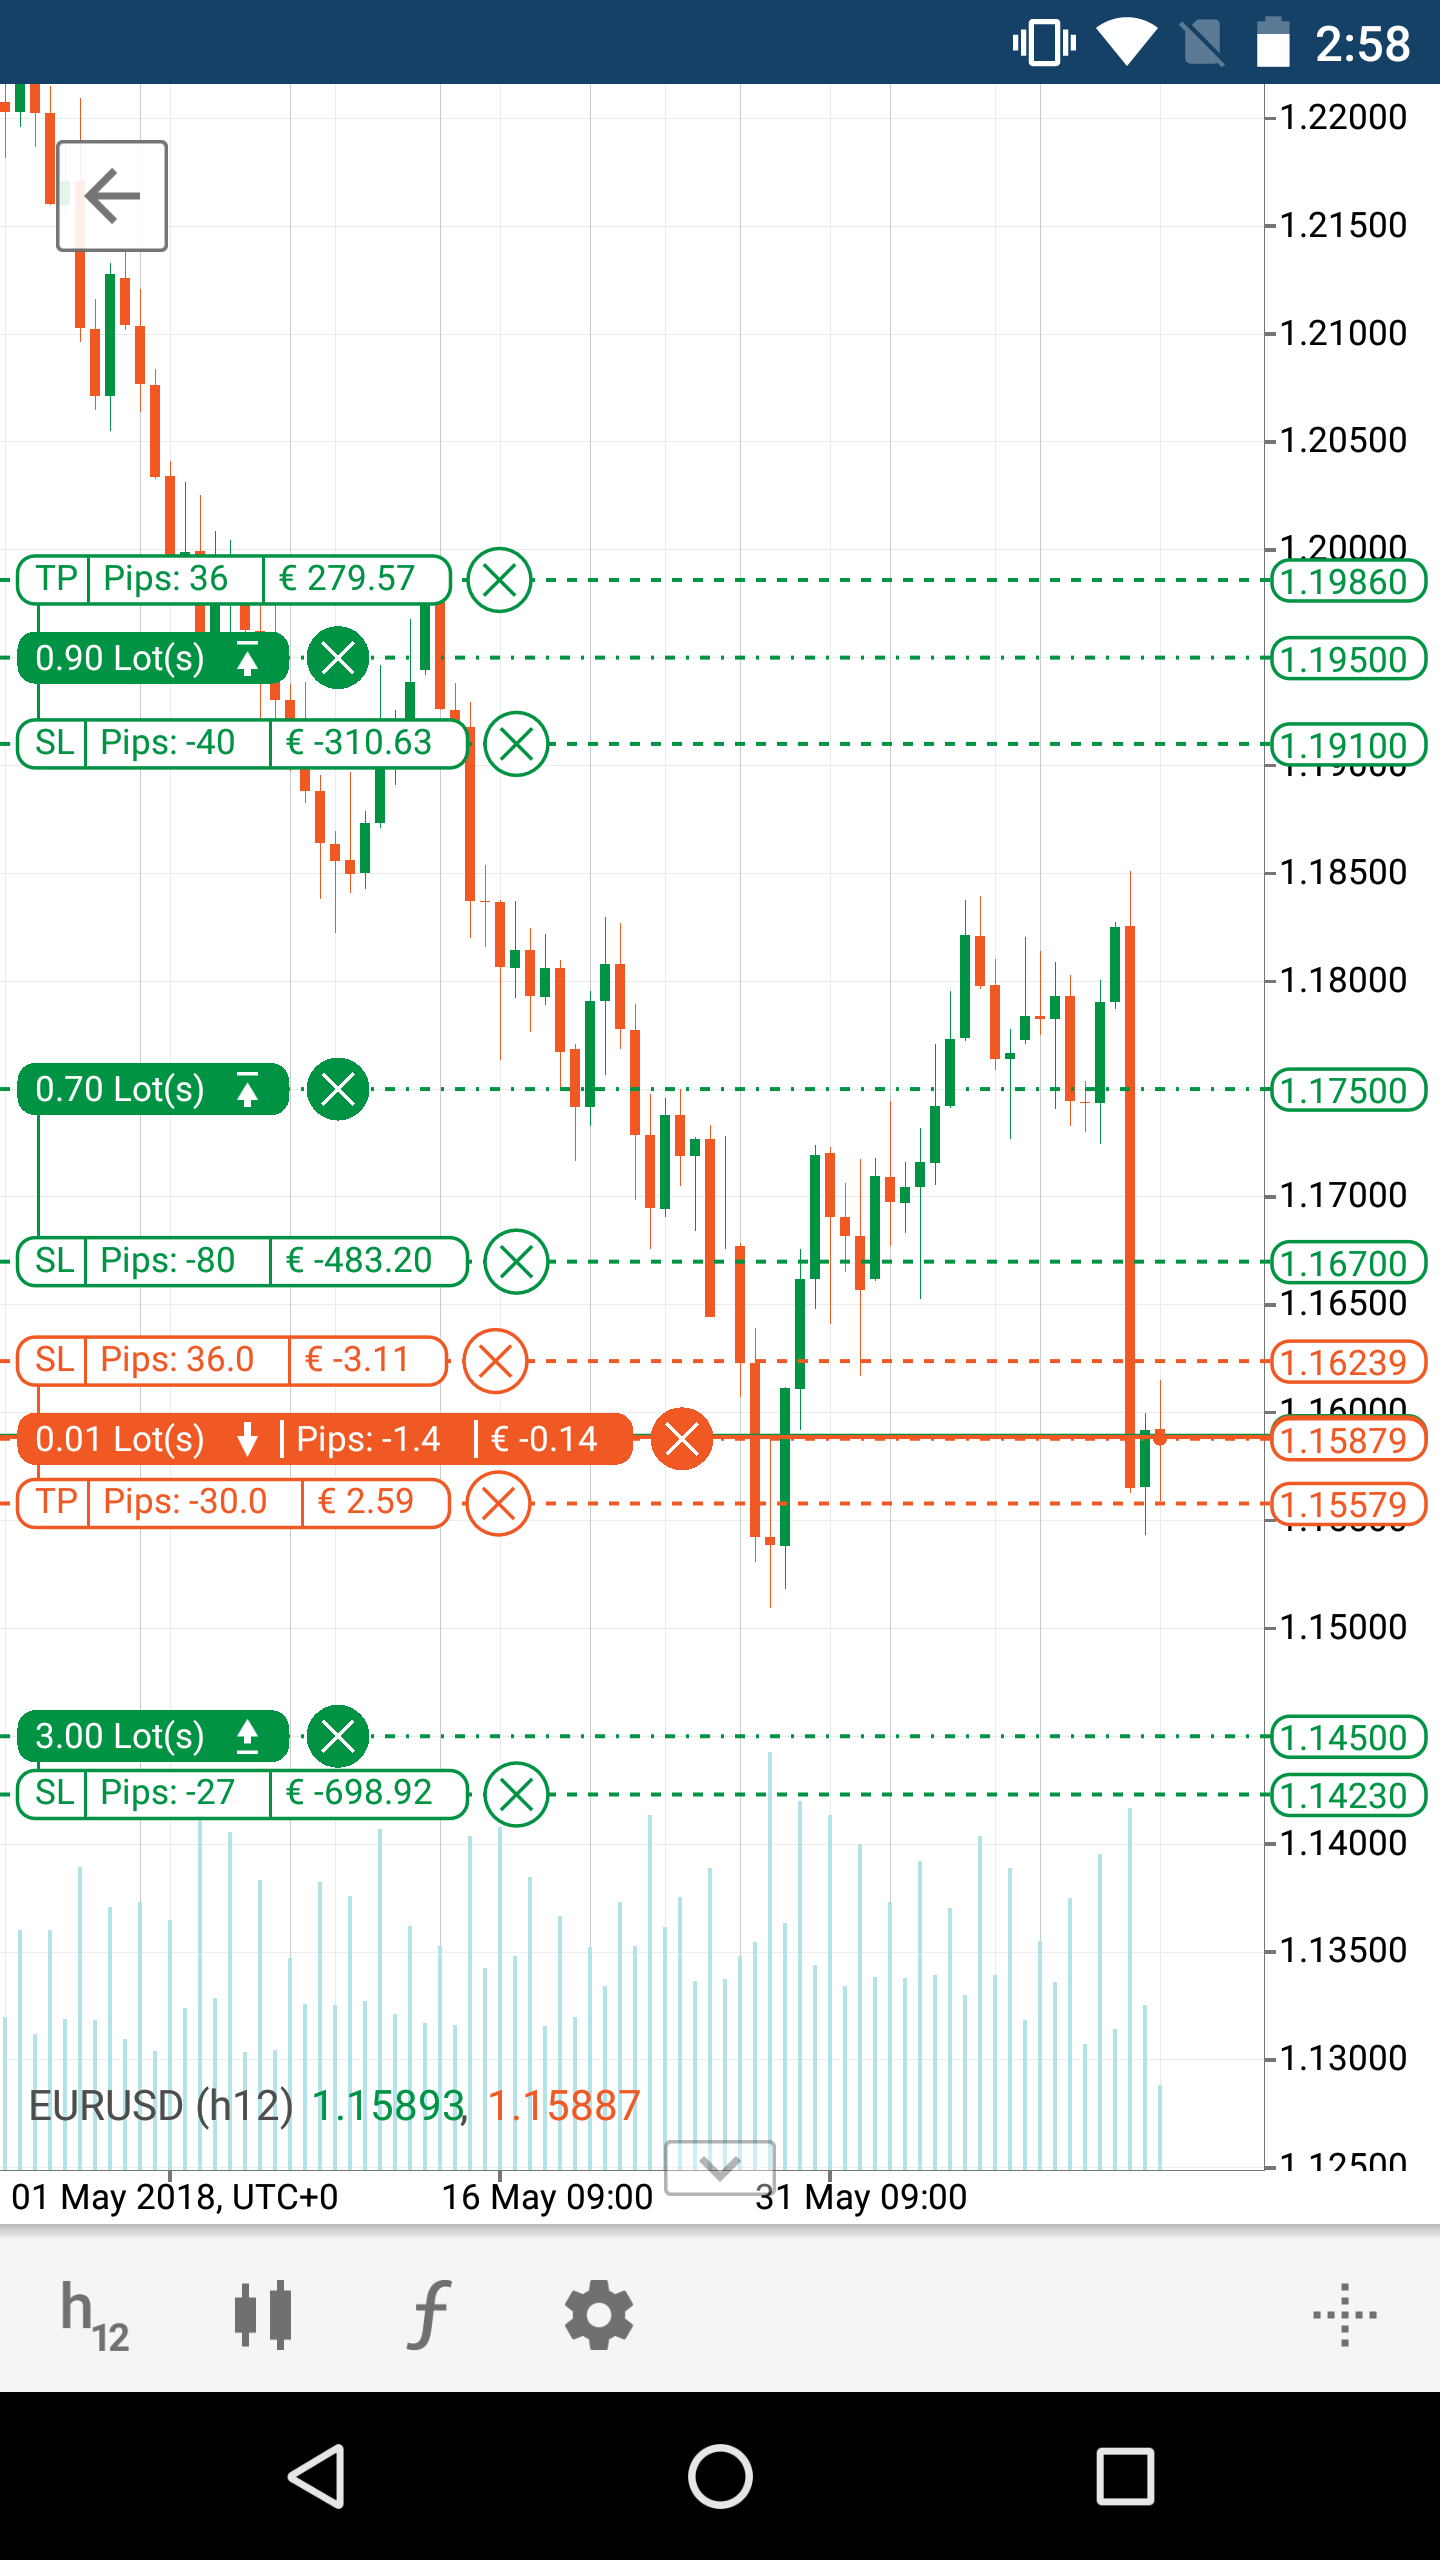 2:58
1.22000
1.21500
1.21000
1.20500
1.20000
TP Pips: 36 € 279.57 1.19860
0.90 Lot(s) 1.19500
SL Pips: -40 € -310.63 1.19100
1.19000
1.18500
1.18000
0.70 Lot(s) 1.17500
1.17000
SL Pips: -80 € -483.20 1.16700
1.16500
SL Pips: 36.0 € -3.11 1.16239
1.16000
0.01 Lot(s) Pips: -1.4 € -0.14 1.15879
TP Pips: -30.0 € 2.59 1.15579
1.15000
3.00 Lot(s) 1.14500
SL Pips: -27 € -698.92 1.14230
1.14000
1.13500
1.13000
EURUSD (h12) 1.15893, 1.15887
1.12500
01 May 2018, UTC+0 16 May 09:00 31 May 09:00
h12 f